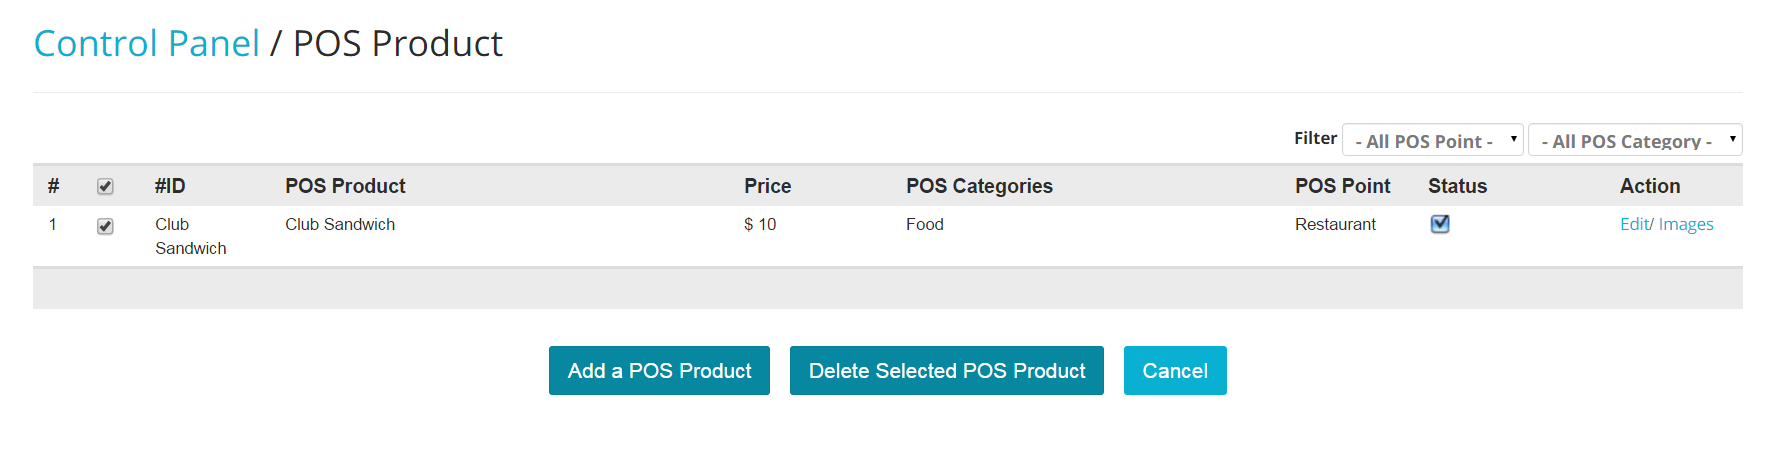 Control Panel / POS Product
Filter - All POS Point - - All POS Category -
# #ID POS Product Price POS Categories POS Point Status Action
1 Club Sandwich Club Sandwich $ 10 Food Restaurant Edit/ Images
Add a POS Product Delete Selected POS Product Cancel